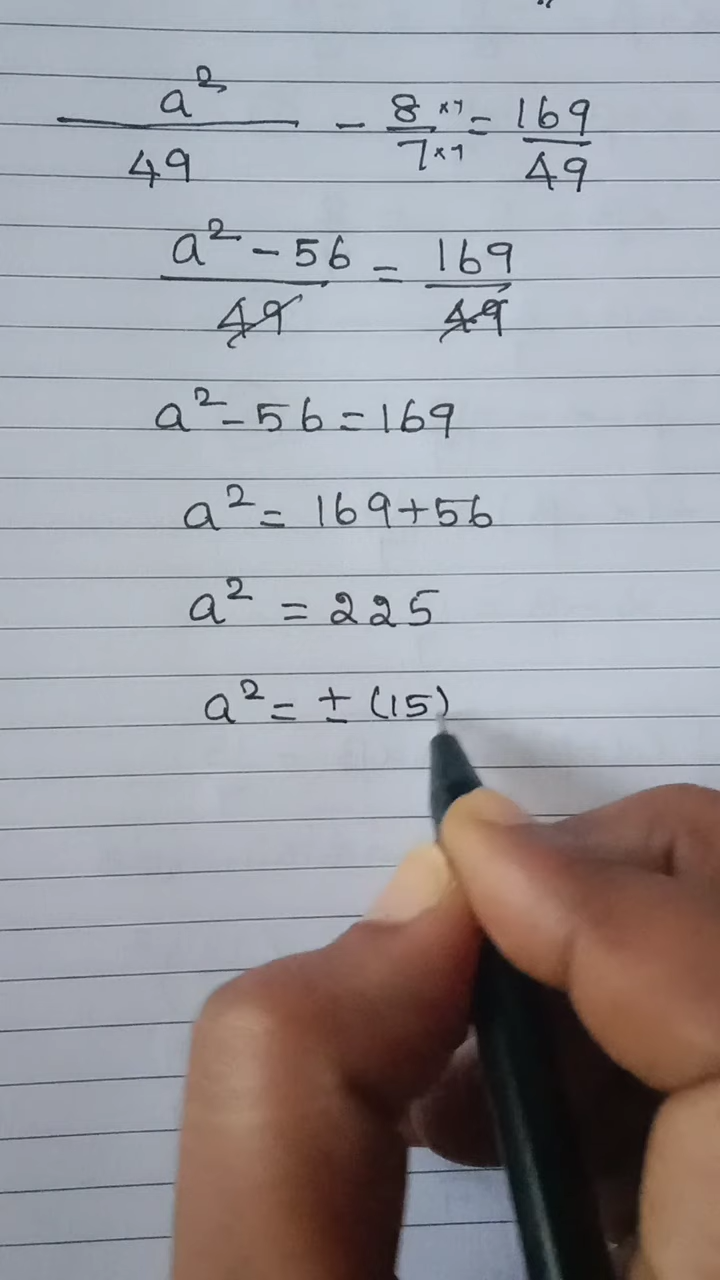 a²/49 - 8×7/7×7 = 169/49
a² - 56/49 = 169/49
a² - 56 = 169
a² = 169 + 56
a² = 225
a² = ± (15)